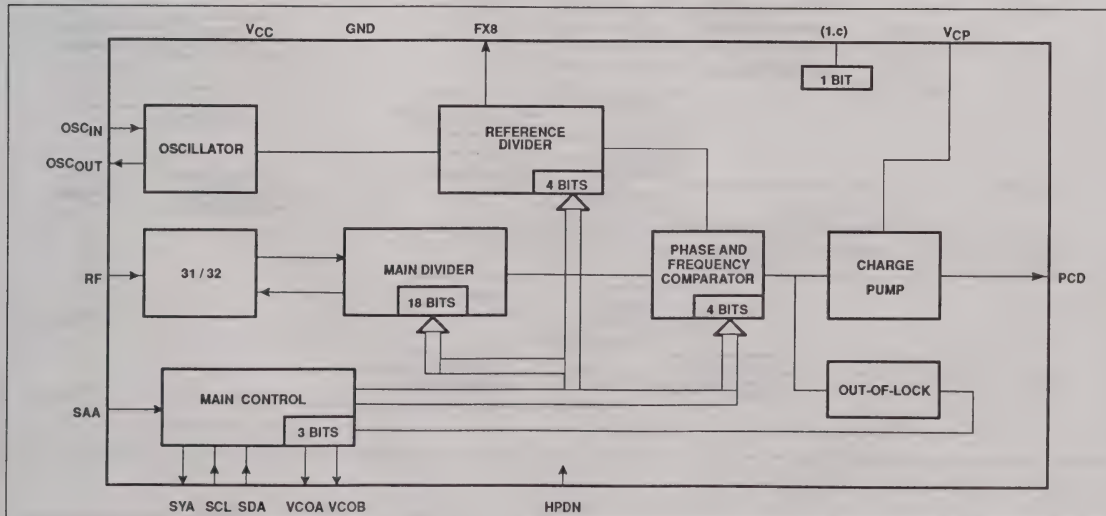 VCC GND FX8 (1.c) VCP
1 BIT
OSCIN
OSCOUT
OSCILLATOR
REFERENCE
DIVIDER
4 BITS
RF
31 / 32
MAIN DIVIDER
18 BITS
PHASE AND
FREQUENCY
COMPARATOR
4 BITS
CHARGE
PUMP
PCD
SAA
MAIN CONTROL
3 BITS
OUT-OF-LOCK
SYA SCL SDA VCOA VCOB HPDN